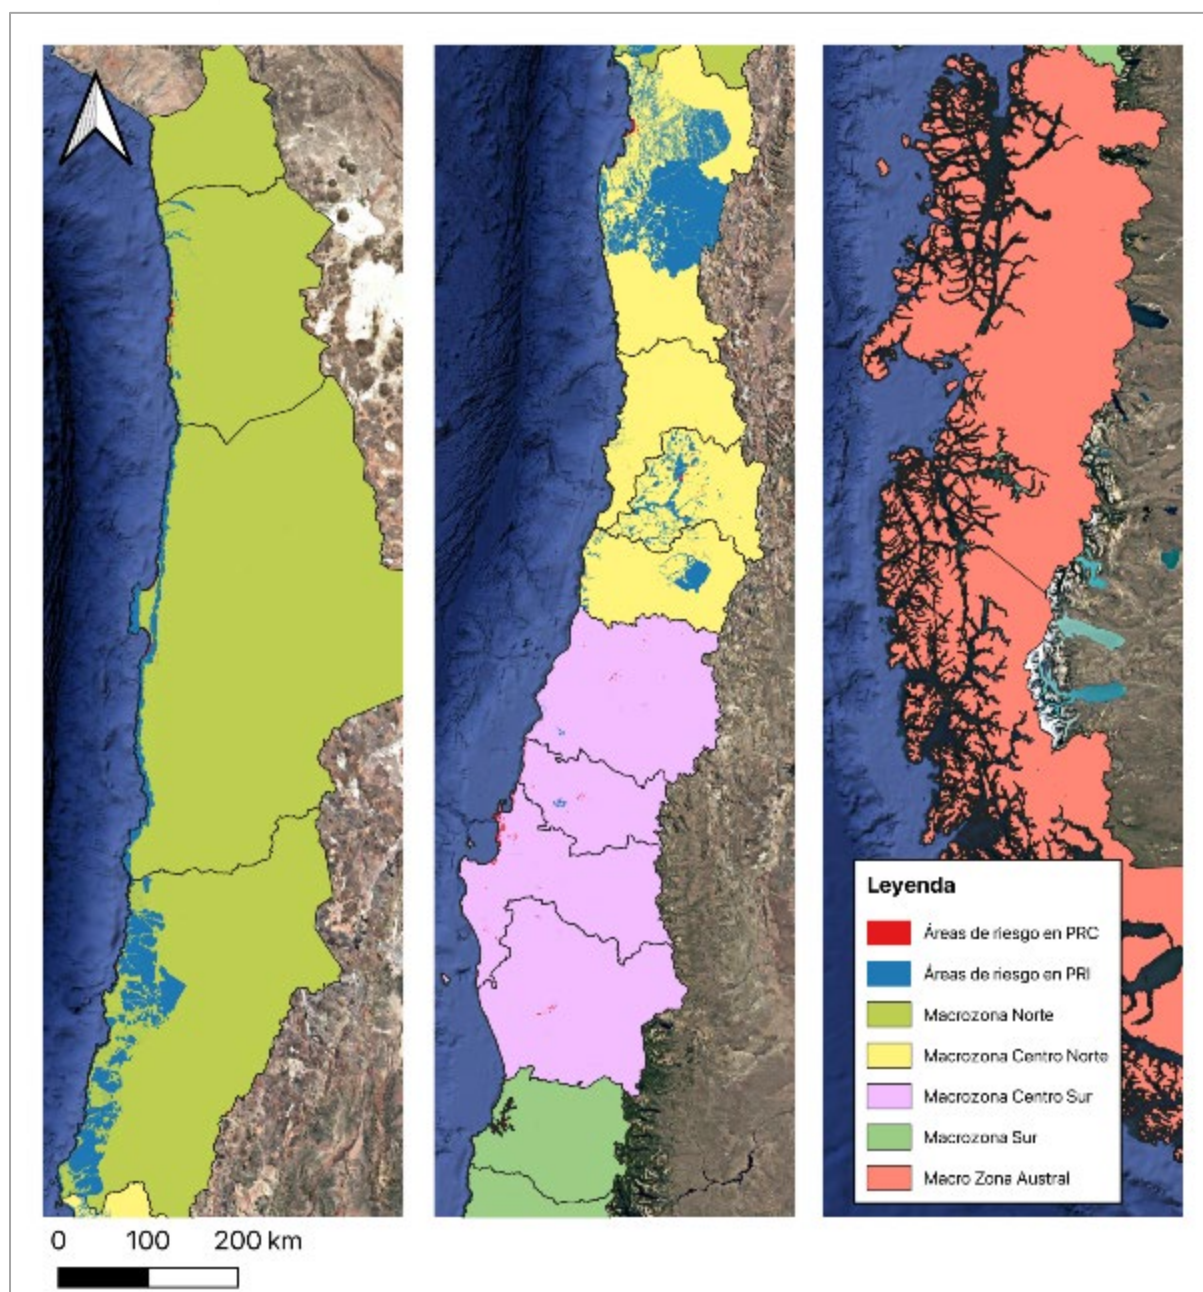 Leyenda
Áreas de riesgo en PRC
Áreas de riesgo en PRI
Macrozona Norte
Macrozona Centro Norte
Macrozona Centro Sur
Macrozona Sur
Macro Zona Austral
0 100 200 km